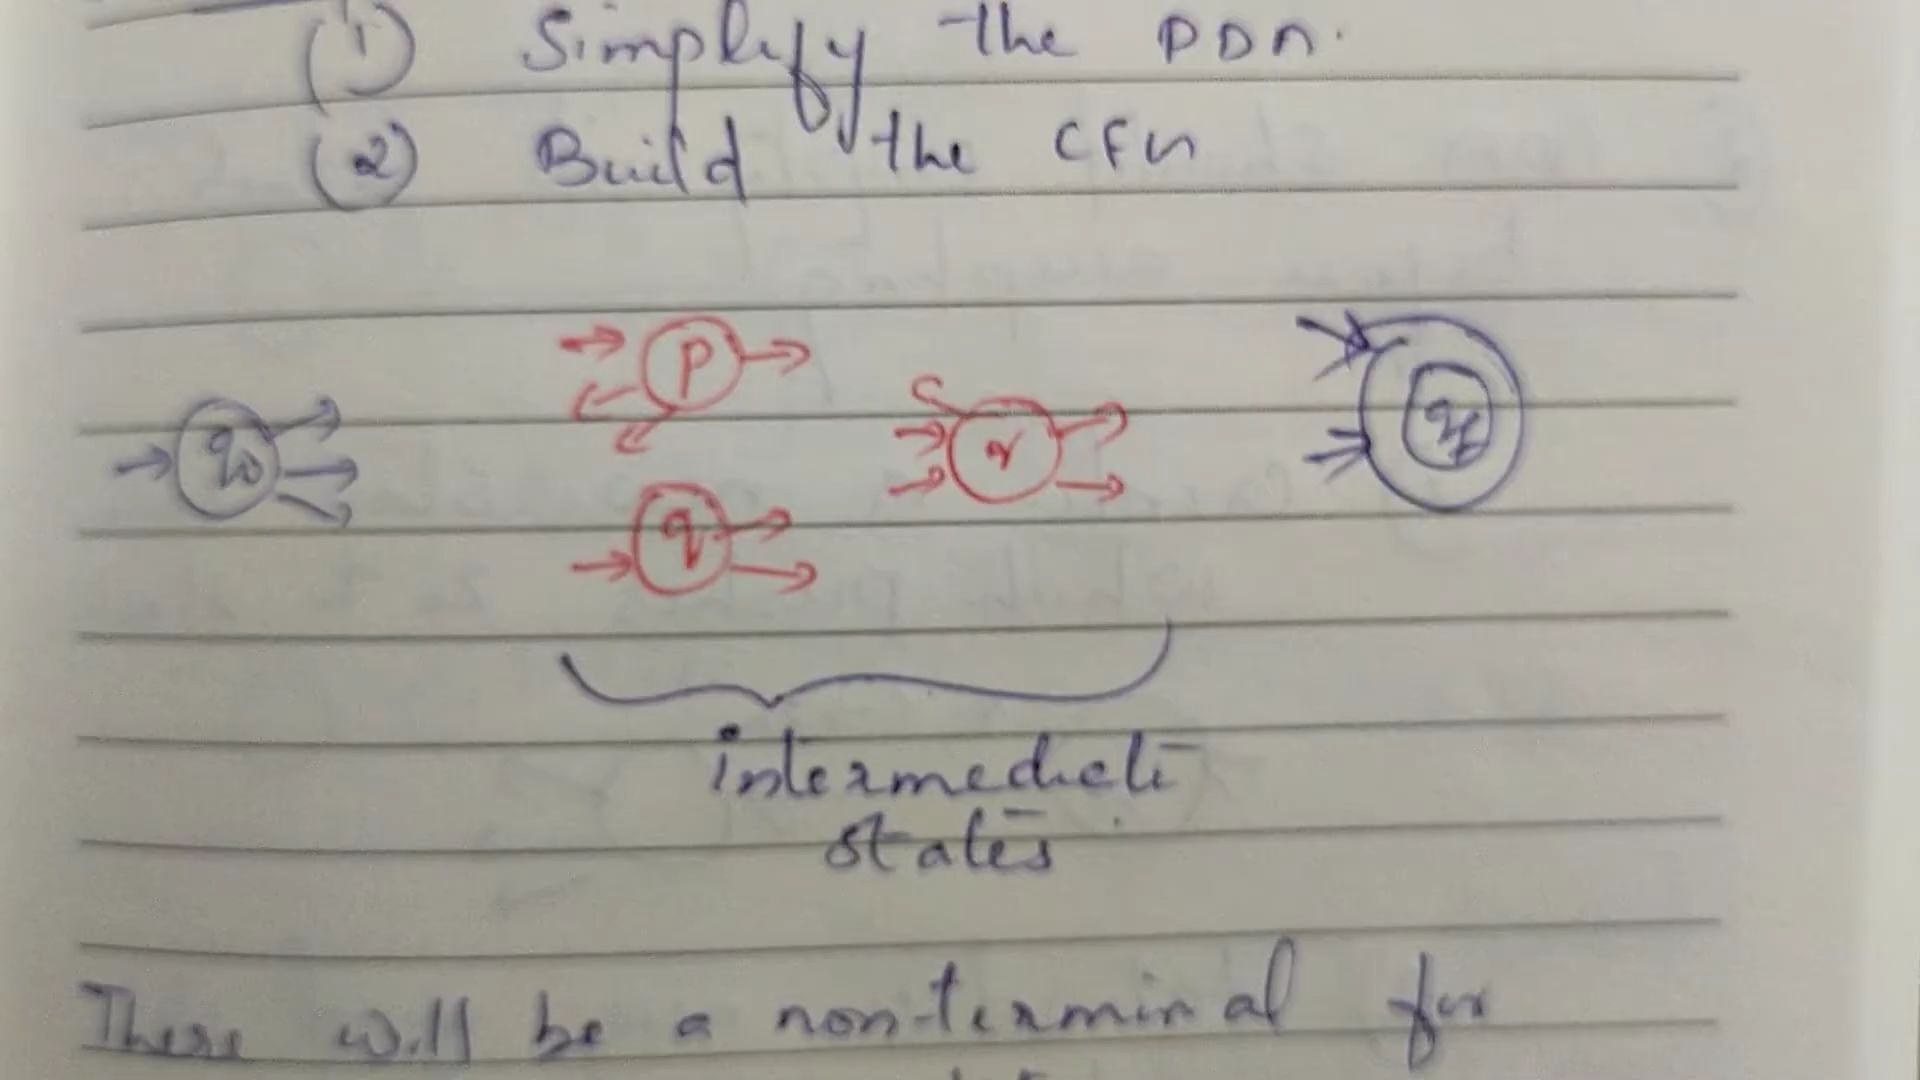 (1) Simplify the PDA.
(2) Build the CFG
q0
p
q
r
qf
intermediate
states
There will be a non-terminal for